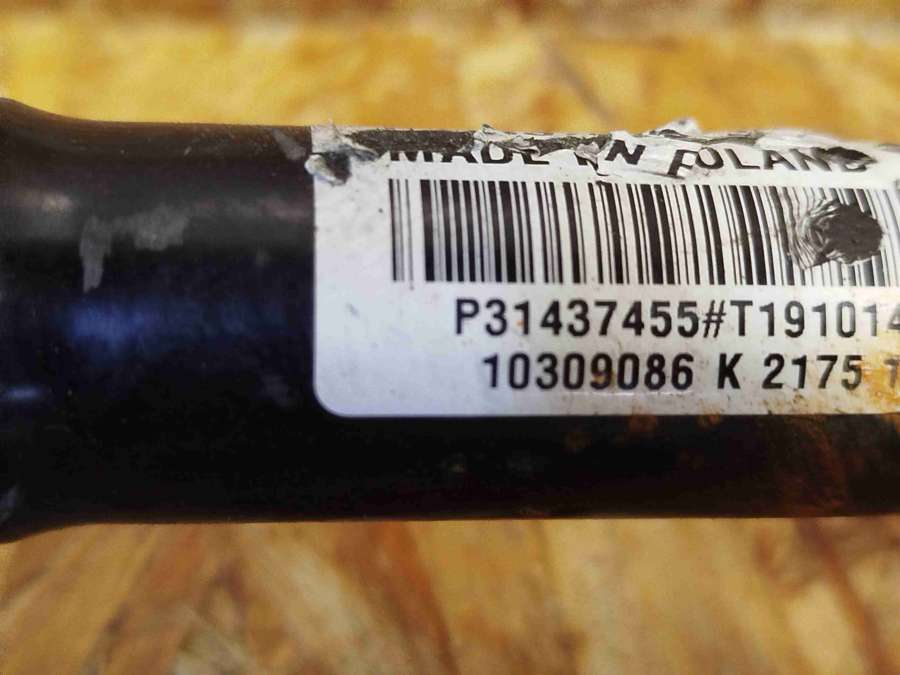 MADE IN POLAND
P31437455#T191014
10309086 K 2175